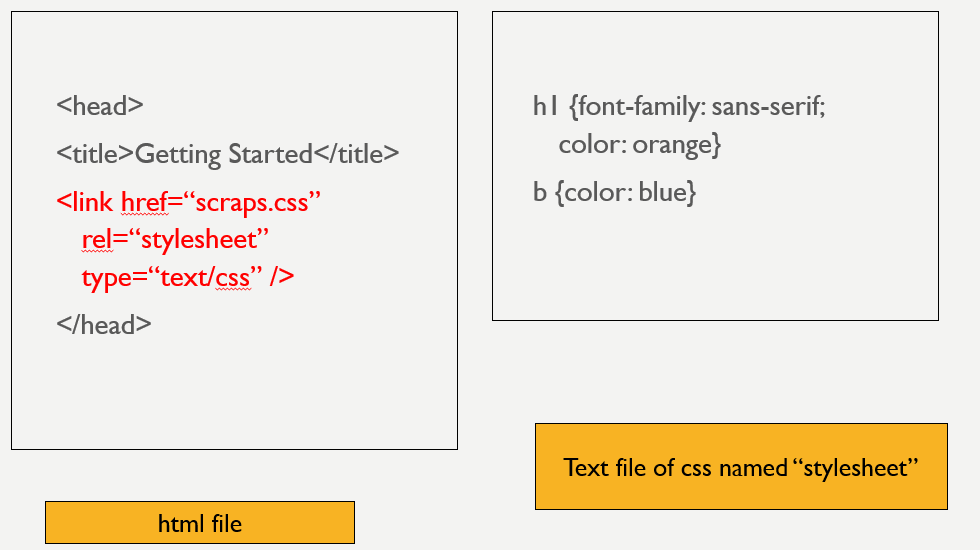 <head>
<title>Getting Started</title>
<link href=“scraps.css”
rel=“stylesheet”
type=“text/css” />
</head>
html file
h1 {font-family: sans-serif;
color: orange}
b {color: blue}
Text file of css named “stylesheet”